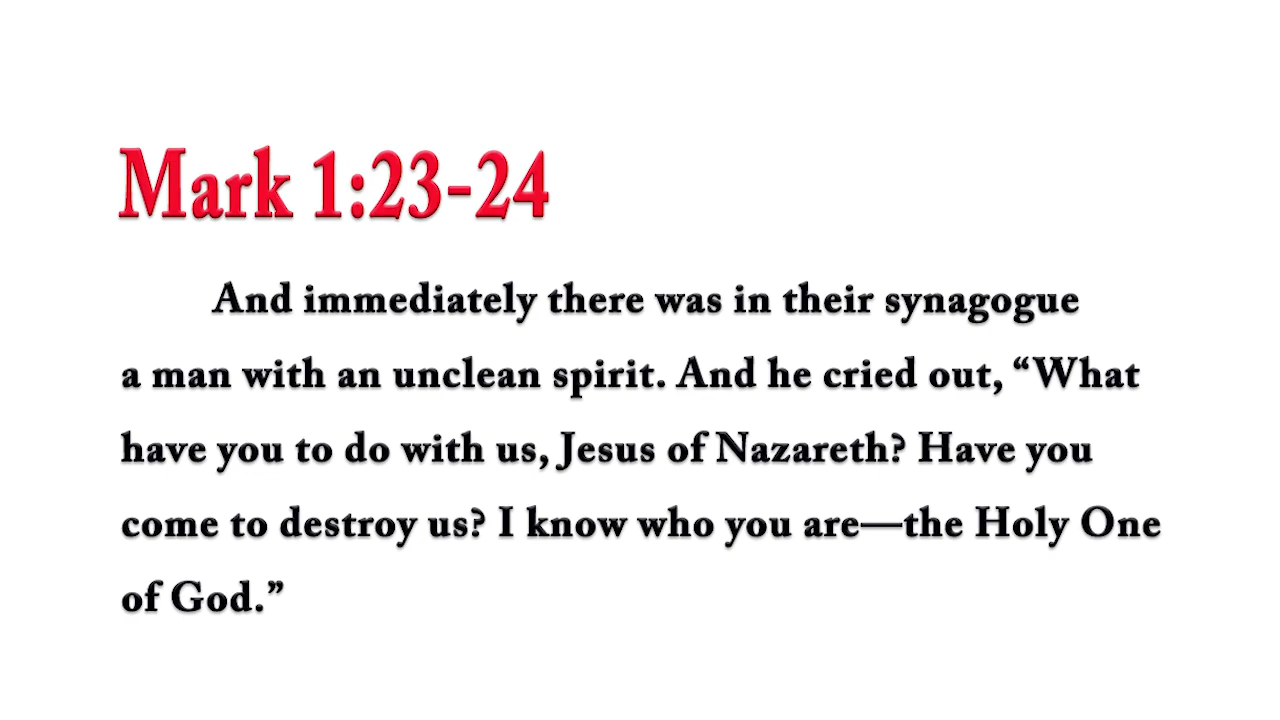 Mark 1:23-24
And immediately there was in their synagogue
a man with an unclean spirit. And he cried out, “What
have you to do with us, Jesus of Nazareth? Have you
come to destroy us? I know who you are—the Holy One
of God.”